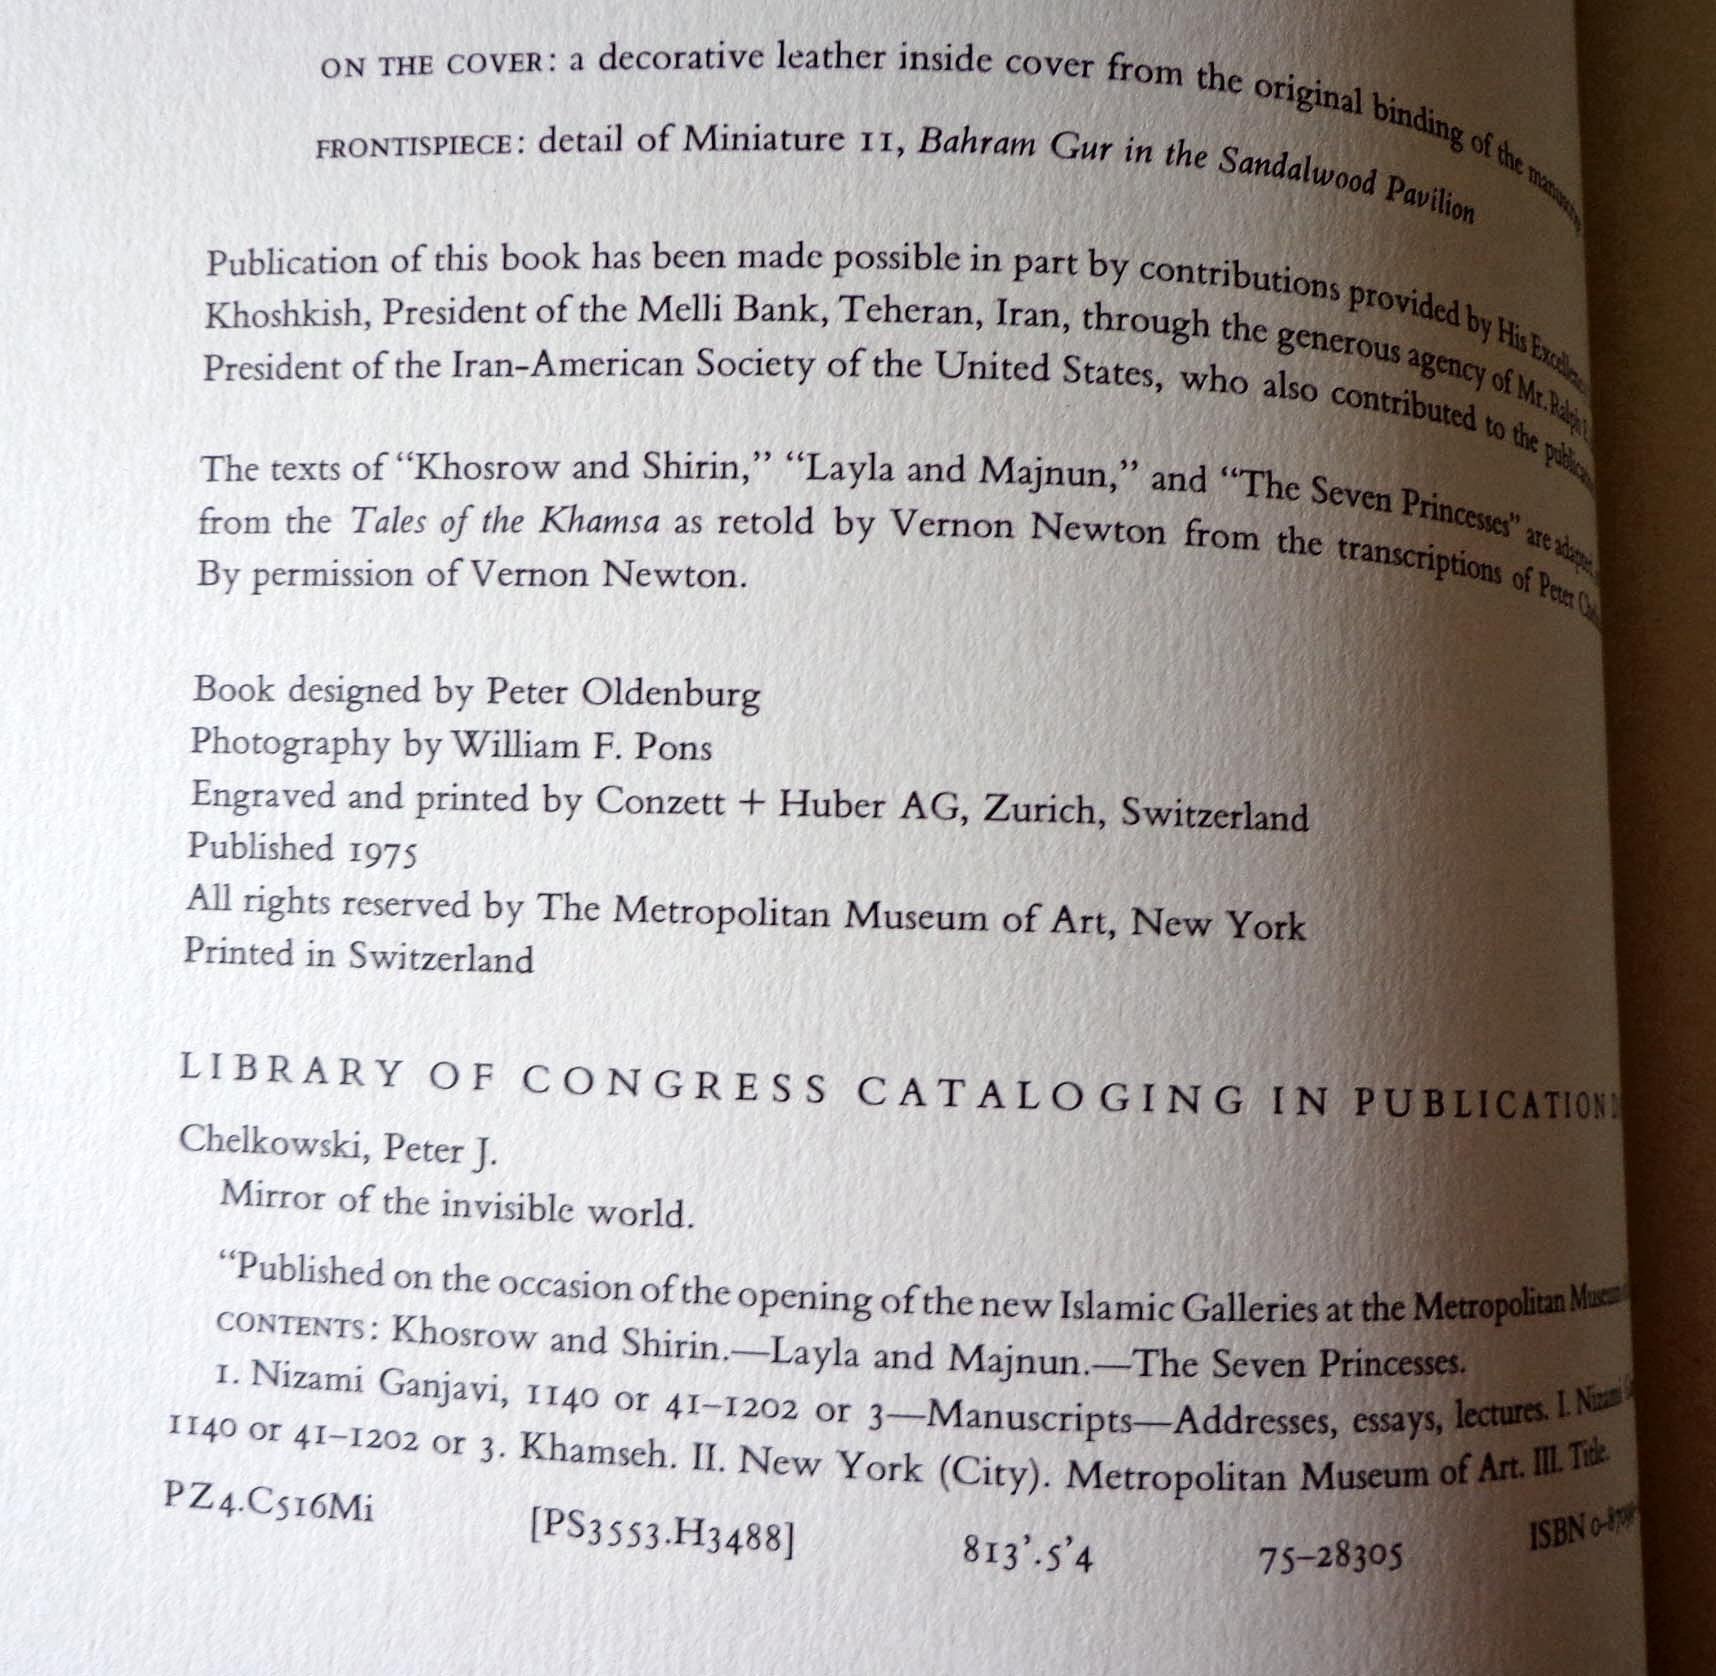 ON THE COVER: a decorative leather inside cover from the original binding of the
FRONTISPIECE: detail of Miniature 11, Bahram Gur in the Sandalwood Pavilion
Publication of this book has been made possible in part by contributions provided by His
Khoshkish, President of the Melli Bank, Teheran, Iran, through the generous agency of Mr. Ralph
President of the Iran-American Society of the United States, who also contributed to the
The texts of “Khosrow and Shirin,” “Layla and Majnun,” and “The Seven Princesses” are
from the Tales of the Khamsa as retold by Vernon Newton from the transcriptions of Peter
By permission of Vernon Newton.
Book designed by Peter Oldenburg
Photography by William F. Pons
Engraved and printed by Conzett + Huber AG, Zurich, Switzerland
Published 1975
All rights reserved by The Metropolitan Museum of Art, New York
Printed in Switzerland
LIBRARY OF CONGRESS CATALOGING IN PUBLICATION
Chelkowski, Peter J.
Mirror of the invisible world.
“Published on the occasion of the opening of the new Islamic Galleries at the Metropolitan Museum
CONTENTS: Khosrow and Shirin.—Layla and Majnun.—The Seven Princesses.
1. Nizami Ganjavi, 1140 or 41–1202 or 3—Manuscripts—Addresses, essays, lectures. I. Nizami
1140 or 41–1202 or 3. Khamseh. II. New York (City). Metropolitan Museum of Art. III. Title.
PZ4.C516Mi [PS3553.H3488] 813’.5’4 75–28305 ISBN